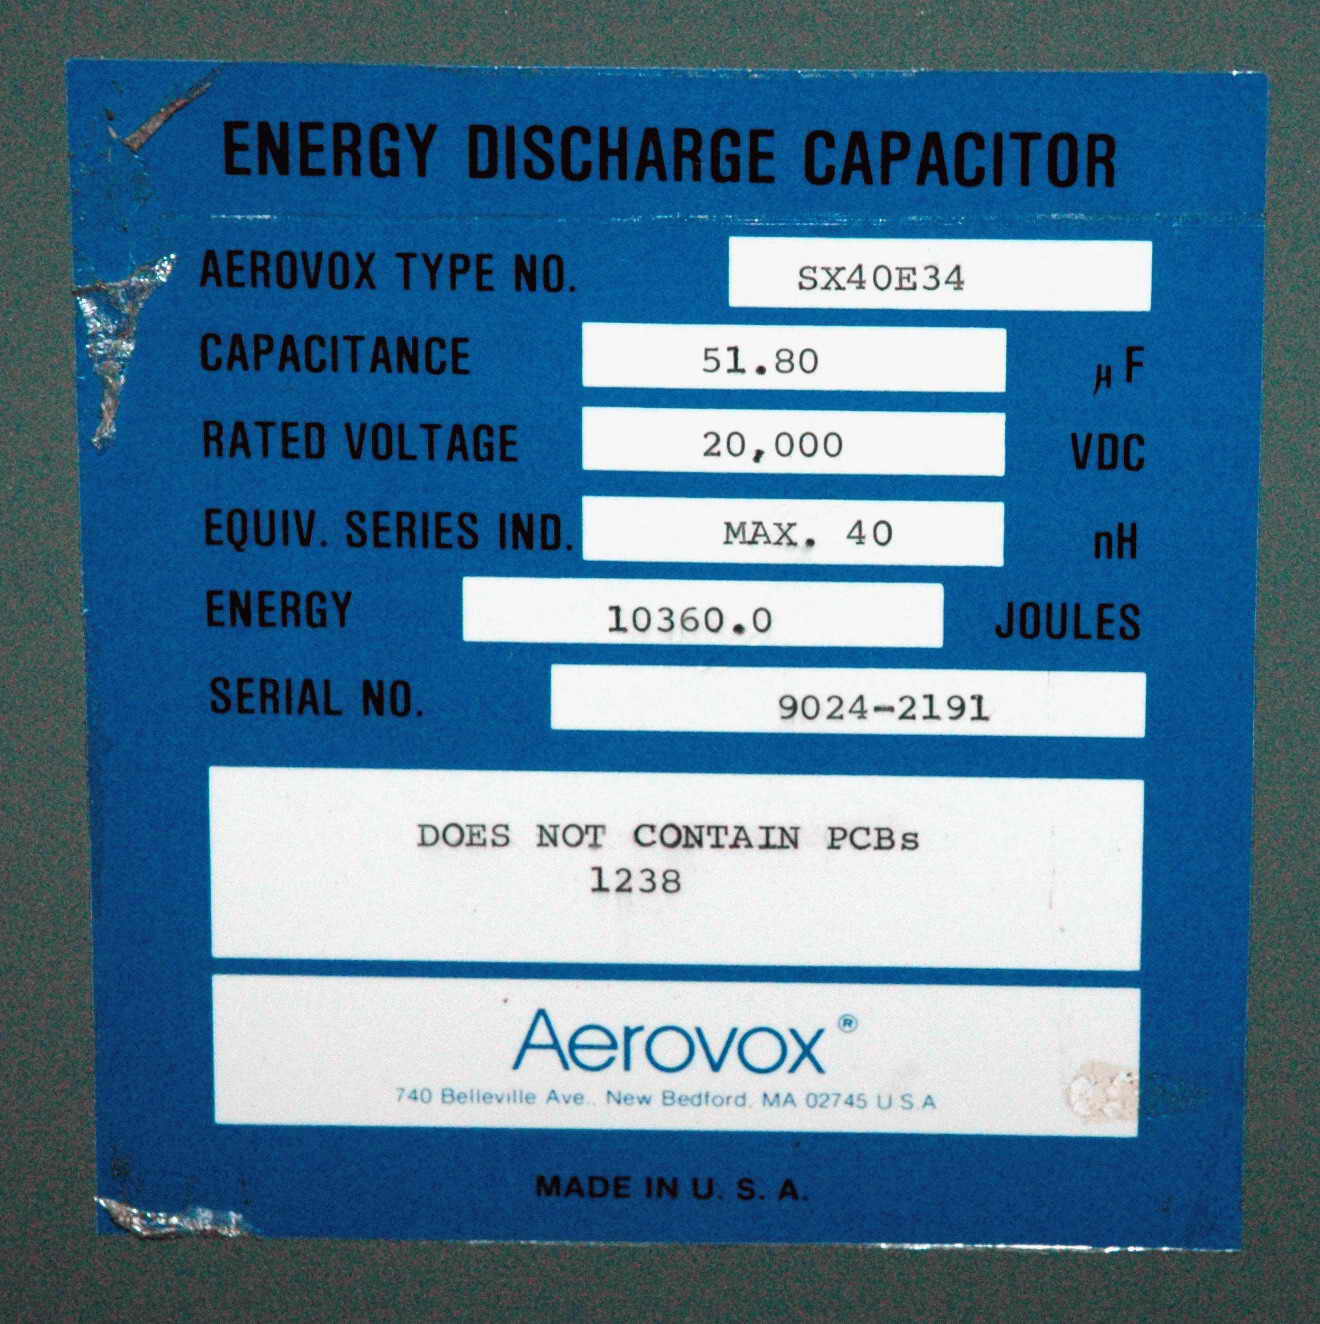 ENERGY DISCHARGE CAPACITOR
AEROVOX TYPE NO. SX40E34
CAPACITANCE 51.80 µF
RATED VOLTAGE 20,000 VDC
EQUIV. SERIES IND. MAX. 40 nH
ENERGY 10360.0 JOULES
SERIAL NO. 9024-2191
DOES NOT CONTAIN PCBs
1238
Aerovox®
740 Belleville Ave., New Bedford, MA 02745 U.S.A
MADE IN U. S. A.